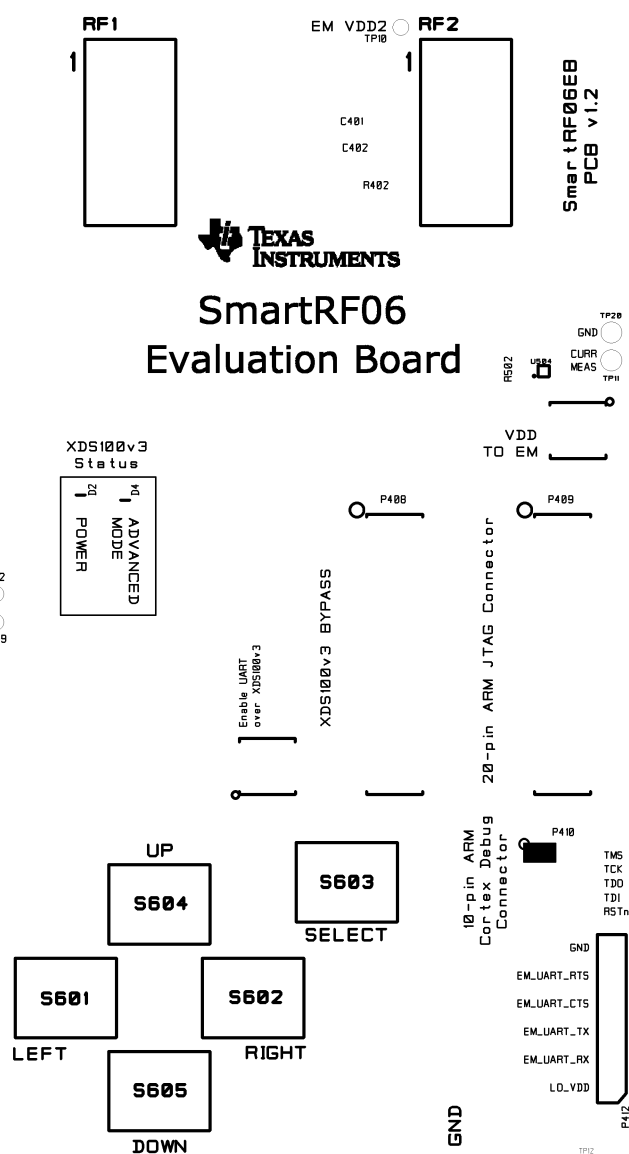 RF1
EM VDD2
TP10
RF2
1
1
C401
C402
R402
SmartRF06EB
PCB v1.2
TEXAS
INSTRUMENTS
SmartRF06
Evaluation Board
TP20
GND
CURR
MEAS
TP11
R502
U504
VDD
TO EM
XDS100v3
Status
D2
D4
POWER
ADVANCED
MODE
P408
P409
2
9
XDS100v3 BYPASS
20-pin ARM JTAG Connector
Enable UART
over XDS100v3
10-pin ARM
Cortex Debug
Connector
P410
TMS
TCK
TDO
TDI
RSTn
UP
S604
S603
SELECT
S601
LEFT
S602
RIGHT
S605
DOWN
GND
EM_UART_RTS
EM_UART_CTS
EM_UART_TX
EM_UART_RX
LO_VDD
P412
GND
TP12